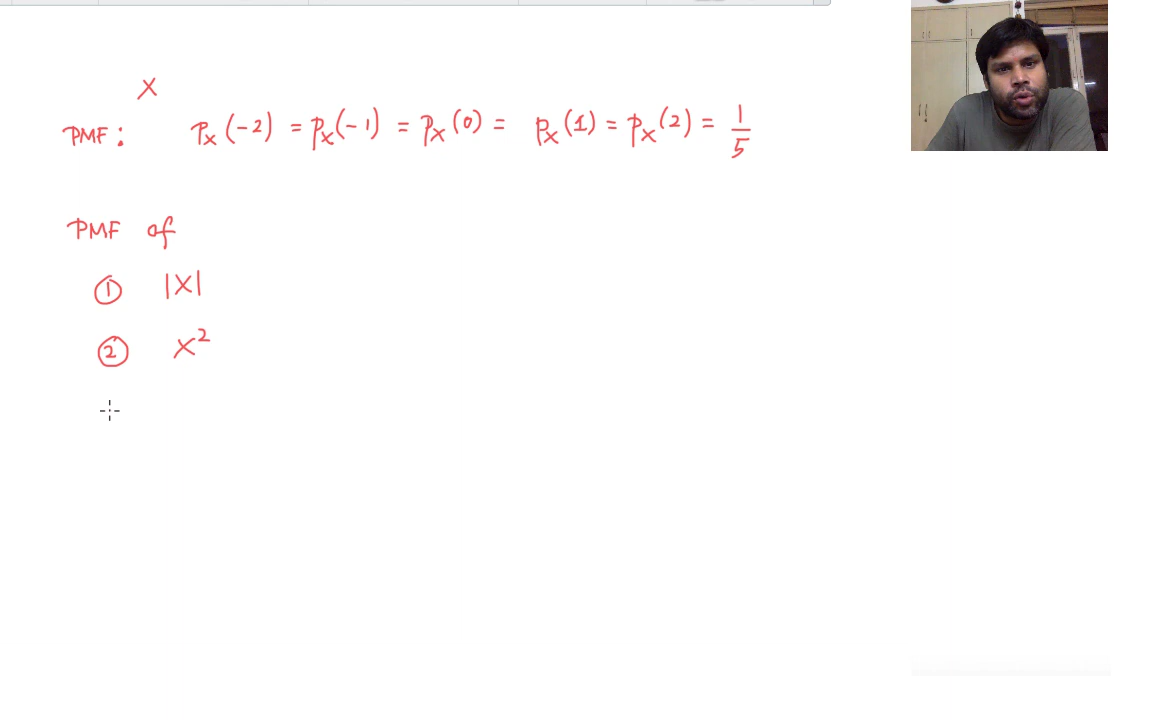 X
PMF : Pₓ(-2) = Pₓ(-1) = Pₓ(0) = Pₓ(1) = Pₓ(2) = 1/5
PMF of
① |X|
② X²